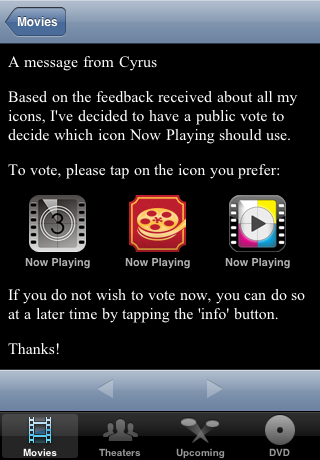 Movies
A message from Cyrus
Based on the feedback received about all my
icons, I've decided to have a public vote to
decide which icon Now Playing should use.
To vote, please tap on the icon you prefer:
3
Now Playing Now Playing Now Playing
If you do not wish to vote now, you can do so
at a later time by tapping the 'info' button.
Thanks!
Movies Theaters Upcoming DVD